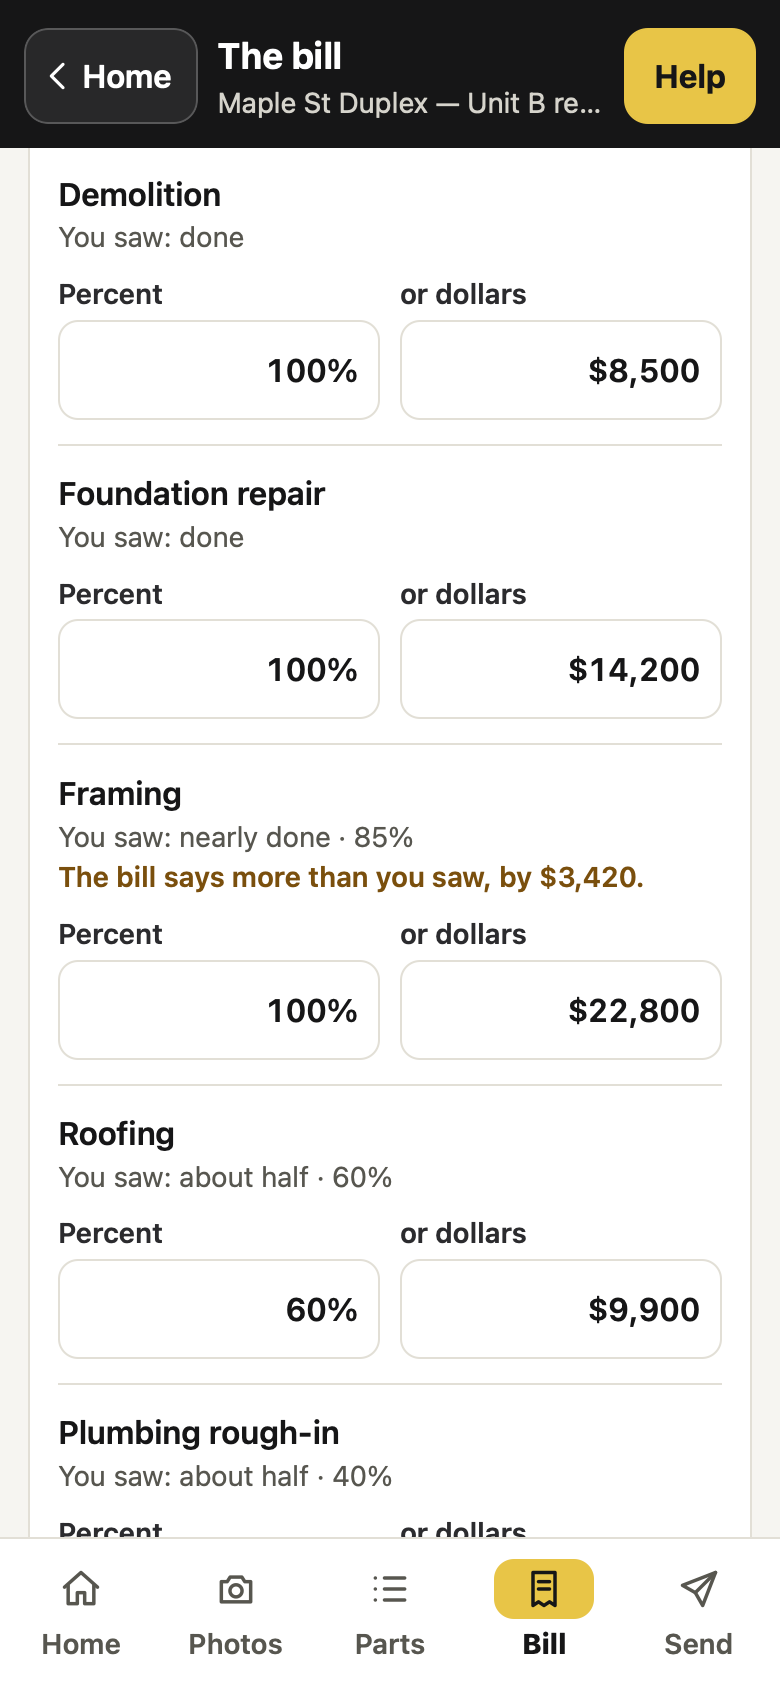 Home
The bill
Maple St Duplex — Unit B re...
Help
Demolition
You saw: done
Percent
or dollars
100%
$8,500
Foundation repair
You saw: done
Percent
or dollars
100%
$14,200
Framing
You saw: nearly done · 85%
The bill says more than you saw, by $3,420.
Percent
or dollars
100%
$22,800
Roofing
You saw: about half · 60%
Percent
or dollars
60%
$9,900
Plumbing rough-in
You saw: about half · 40%
Percent
or dollars
Home
Photos
Parts
Bill
Send